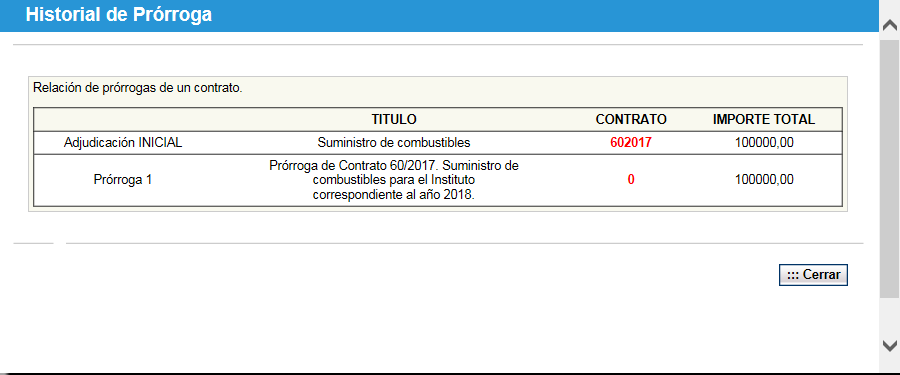 Historial de Prórroga
Relación de prórrogas de un contrato.
TITULO CONTRATO IMPORTE TOTAL
Adjudicación INICIAL Suministro de combustibles 602017 100000,00
Prórroga de Contrato 60/2017. Suministro de
Prórroga 1 combustibles para el Instituto 0 100000,00
correspondiente al año 2018.
::: Cerrar